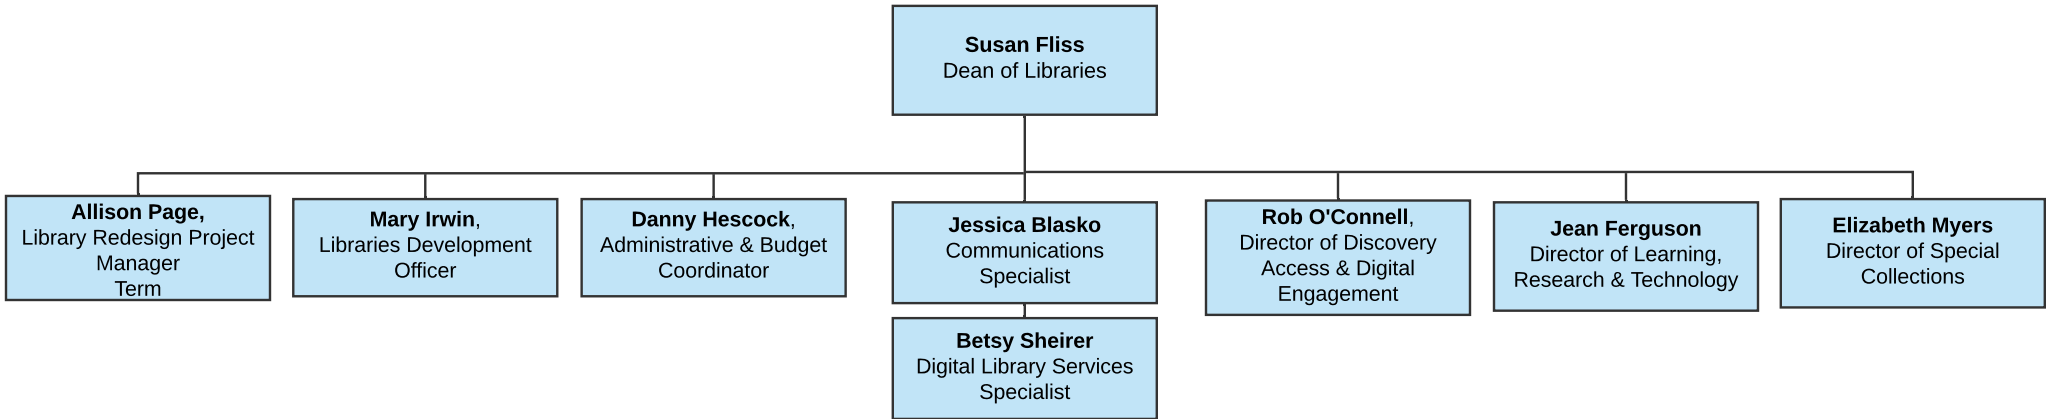 Susan Fliss
Dean of Libraries
Allison Page,
Library Redesign Project
Manager
Term
Mary Irwin,
Libraries Development
Officer
Danny Hescock,
Administrative & Budget
Coordinator
Jessica Blasko
Communications
Specialist
Betsy Sheirer
Digital Library Services
Specialist
Rob O'Connell,
Director of Discovery
Access & Digital
Engagement
Jean Ferguson
Director of Learning,
Research & Technology
Elizabeth Myers
Director of Special
Collections